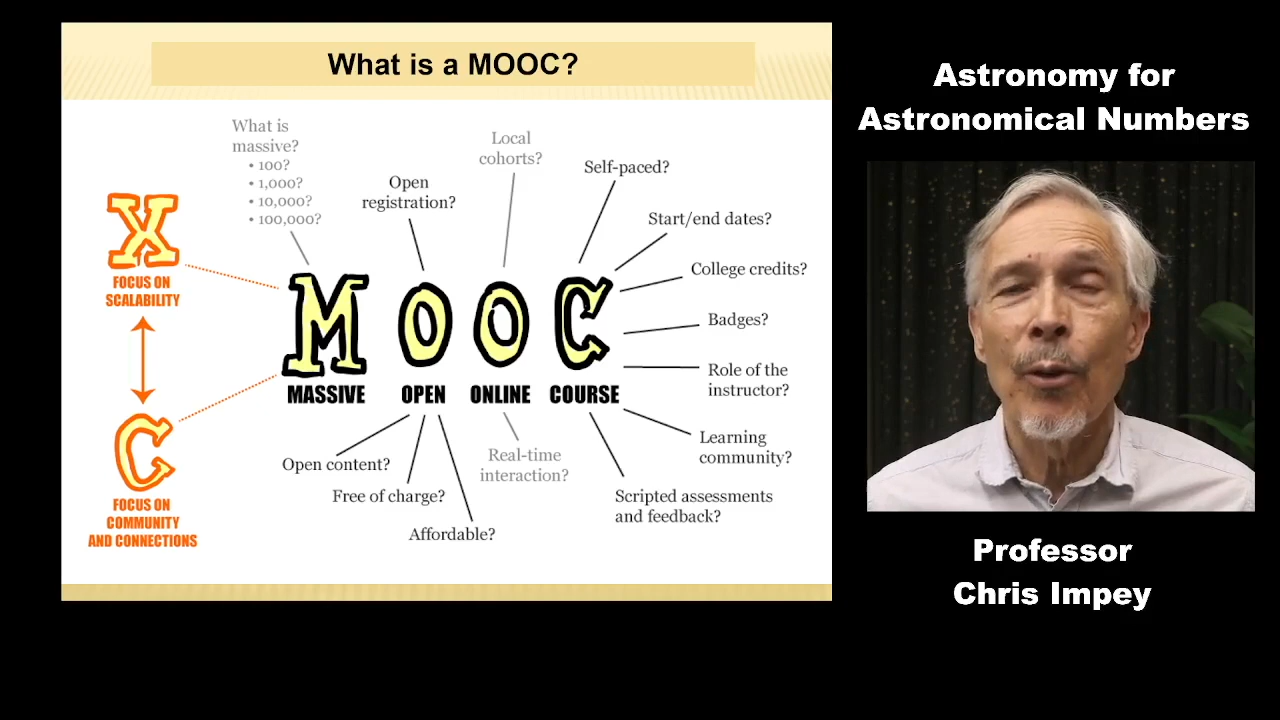 What is a MOOC?
What is
massive?
• 100?
• 1,000?
• 10,000?
• 100,000?
Open
registration?
Local
cohorts?
Self-paced?
Start/end dates?
College credits?
Badges?
Role of the
instructor?
Learning
community?
Scripted assessments
and feedback?
X
FOCUS ON
SCALABILITY
C
FOCUS ON
COMMUNITY
AND CONNECTIONS
MOOC
MASSIVE OPEN ONLINE COURSE
Open content?
Free of charge?
Affordable?
Real-time
interaction?
Astronomy for
Astronomical Numbers
Professor
Chris Impey